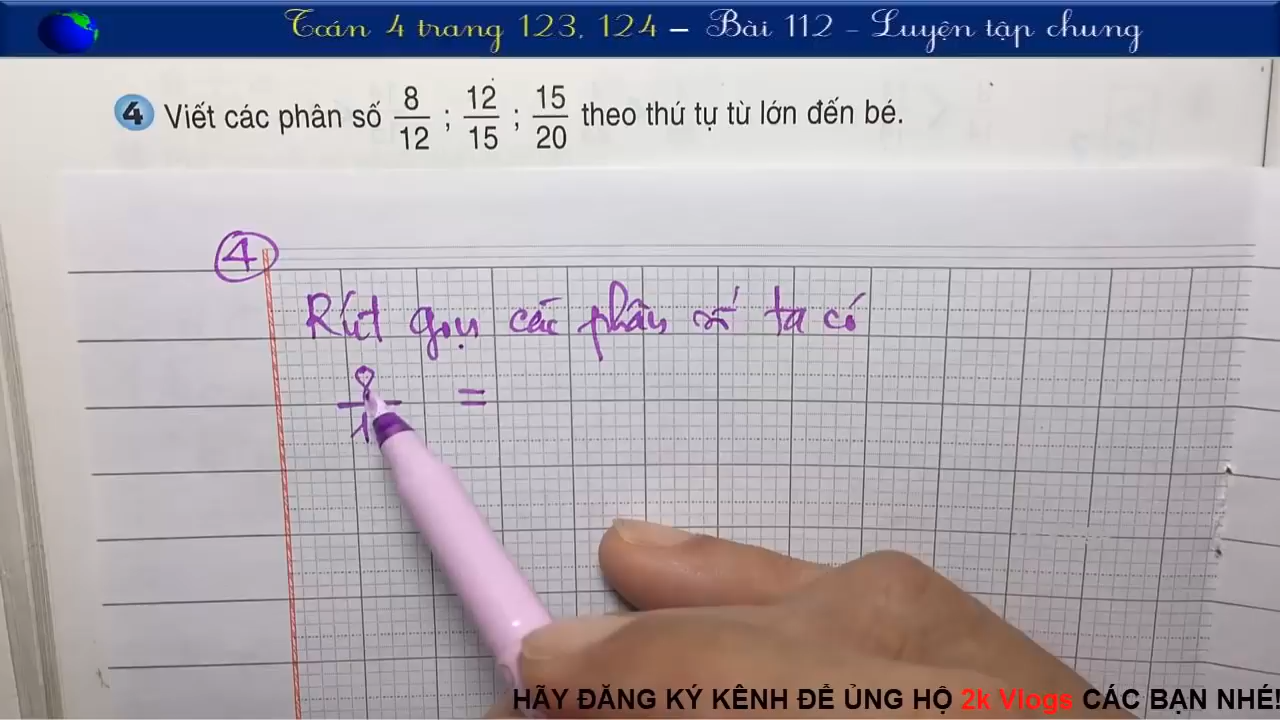 Toán 4 trang 123, 124 – Bài 112 - Luyện tập chung
4 Viết các phân số 8/12 ; 12/15 ; 15/20 theo thứ tự từ lớn đến bé.
4
Rút gọn các phân số ta có
8/1 =
HÃY ĐĂNG KÝ KÊNH ĐỂ ỦNG HỘ 2k Vlogs CÁC BẠN NHÉ!